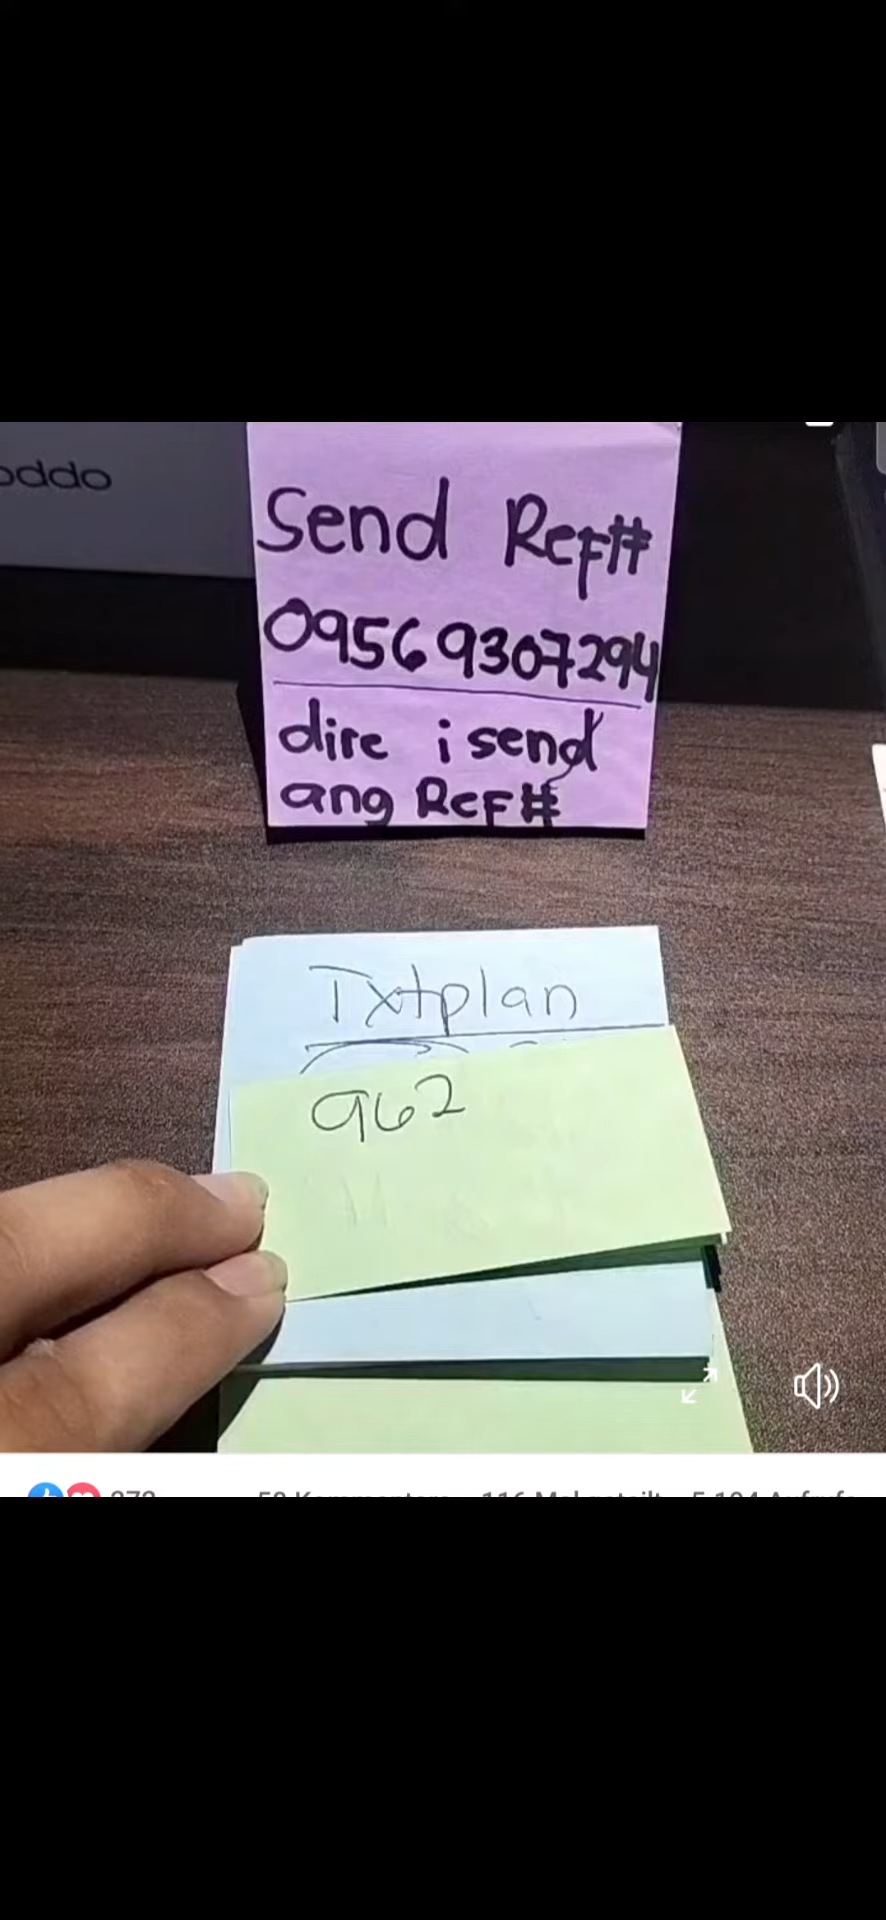 oddo
Send Ref#
09569307294
dire i send
ang Ref#
Txtplan
962